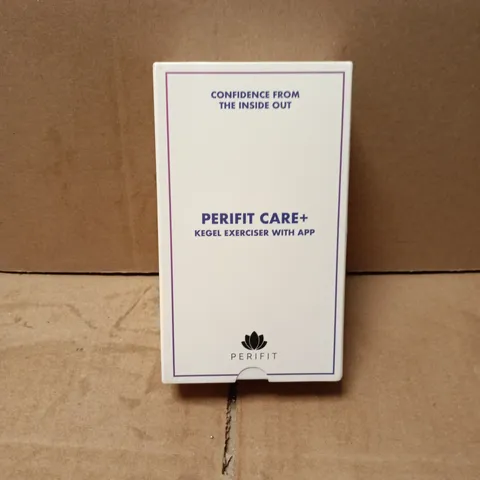 CONFIDENCE FROM
THE INSIDE OUT
PERIFIT CARE+
KEGEL EXERCISER WITH APP
PERIFIT